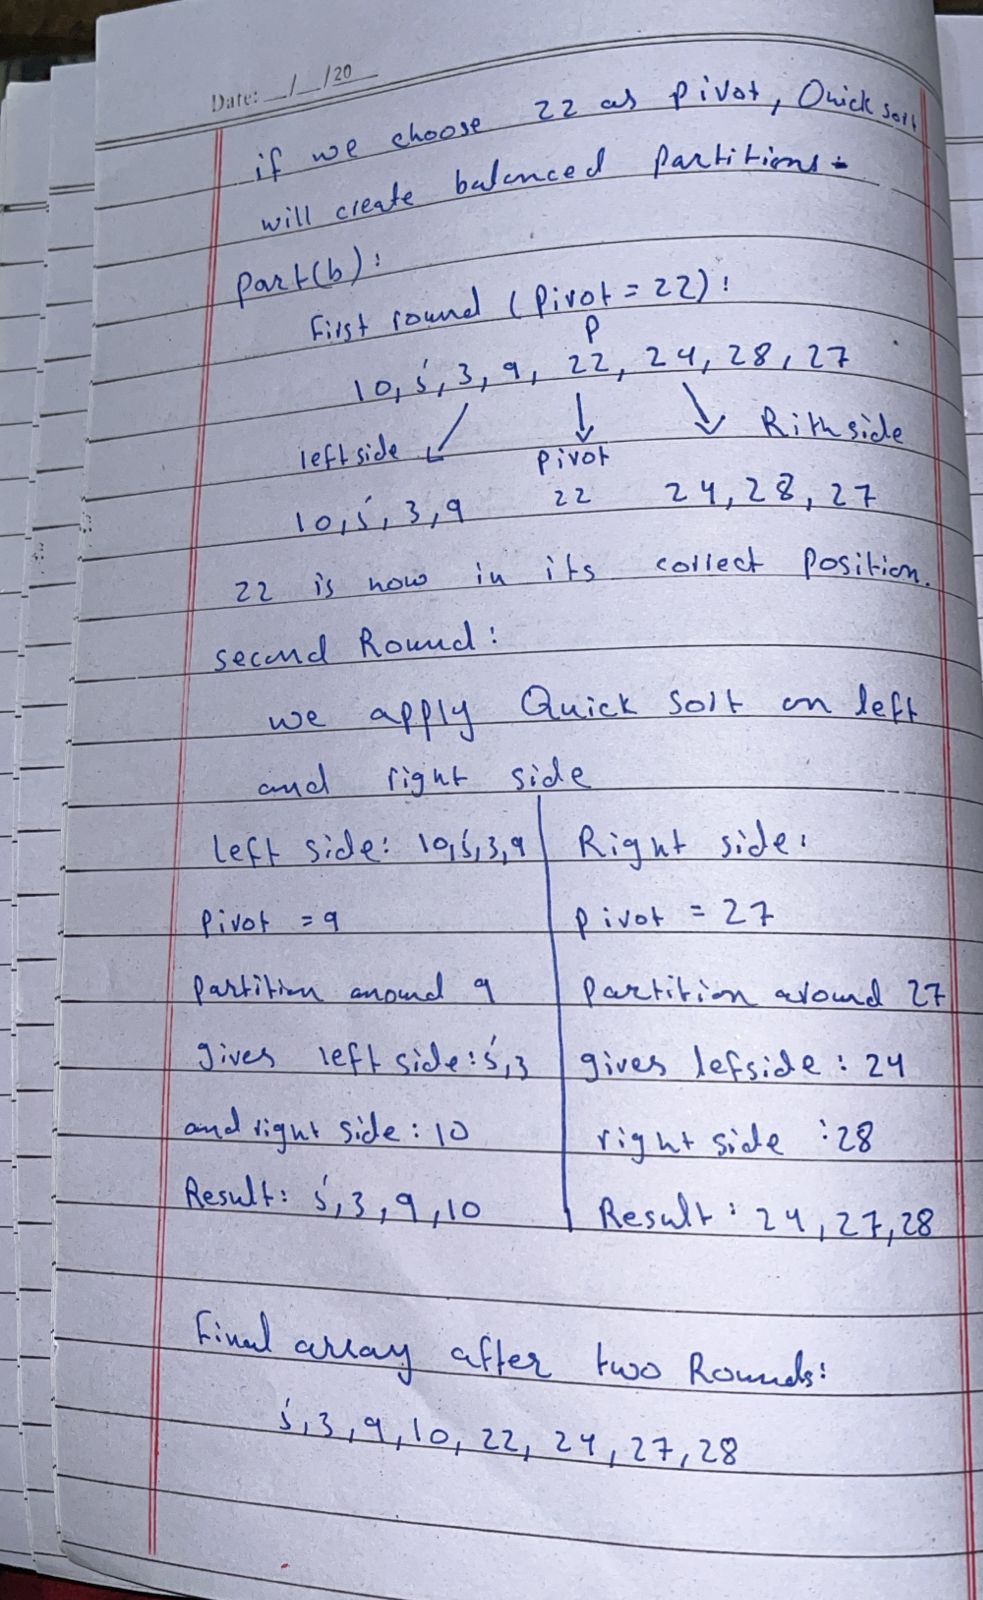 Date: __/__/20__
if we choose 22 as pivot, Quick sort
will create balanced Partitions.
Part(b):
First round (Pivot = 22):
P
10, 5, 3, 9, 22, 24, 28, 27
left side Rith side
Pivot
10, 5, 3, 9 22 24, 28, 27
22 is now in its correct position.
second Round:
we apply Quick sort on left
and right side
left side: 10,5,3,9
Pivot = 9
Partition around 9
gives left side: 5,3
and right side: 10
Result: 5,3,9,10
Right side:
pivot = 27
Partition around 27
gives lefside: 24
right side :28
Result: 24,27,28
Final array after two Rounds:
5,3,9,10,22,24,27,28